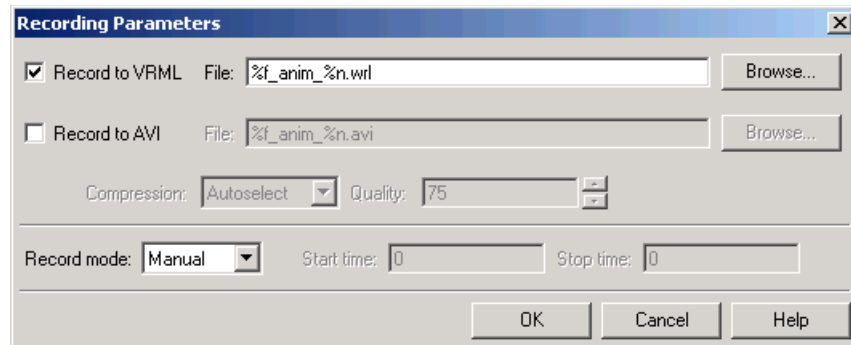 Recording Parameters
Record to VRML File: %f_anim_%n.wrl Browse...
Record to AVI File: %f_anim_%n.avi Browse...
Compression: Autoselect Quality: 75
Record mode: Manual Start time: 0 Stop time: 0
OK Cancel Help